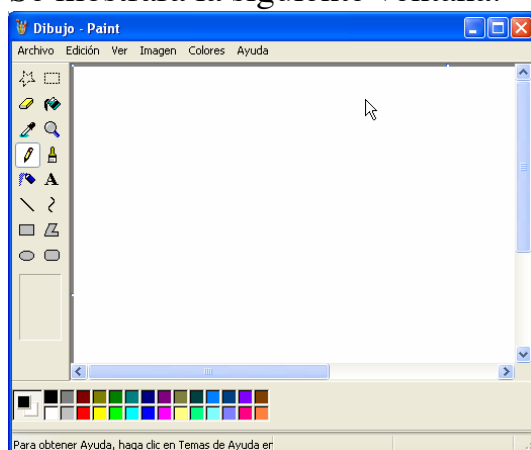 Se mostrará la siguiente ventana:
Dibujo - Paint
Archivo Edición Ver Imagen Colores Ayuda
A
Para obtener Ayuda, haga clic en Temas de Ayuda er